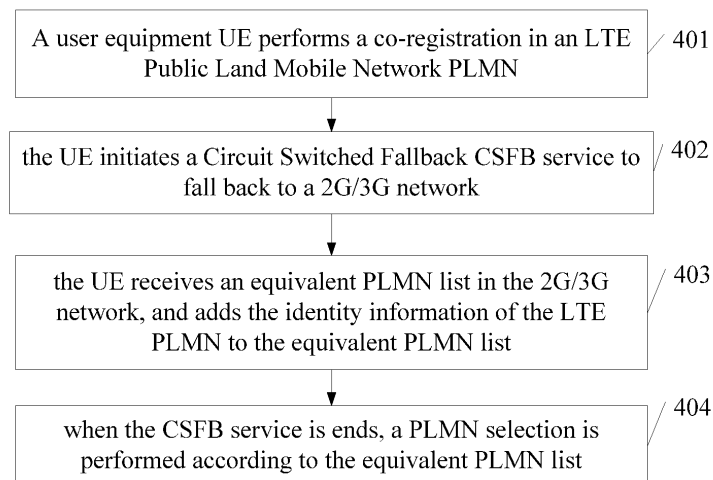 A user equipment UE performs a co-registration in an LTE
Public Land Mobile Network PLMN
401
the UE initiates a Circuit Switched Fallback CSFB service to
fall back to a 2G/3G network
402
the UE receives an equivalent PLMN list in the 2G/3G
network, and adds the identity information of the LTE
PLMN to the equivalent PLMN list
403
when the CSFB service is ends, a PLMN selection is
performed according to the equivalent PLMN list
404